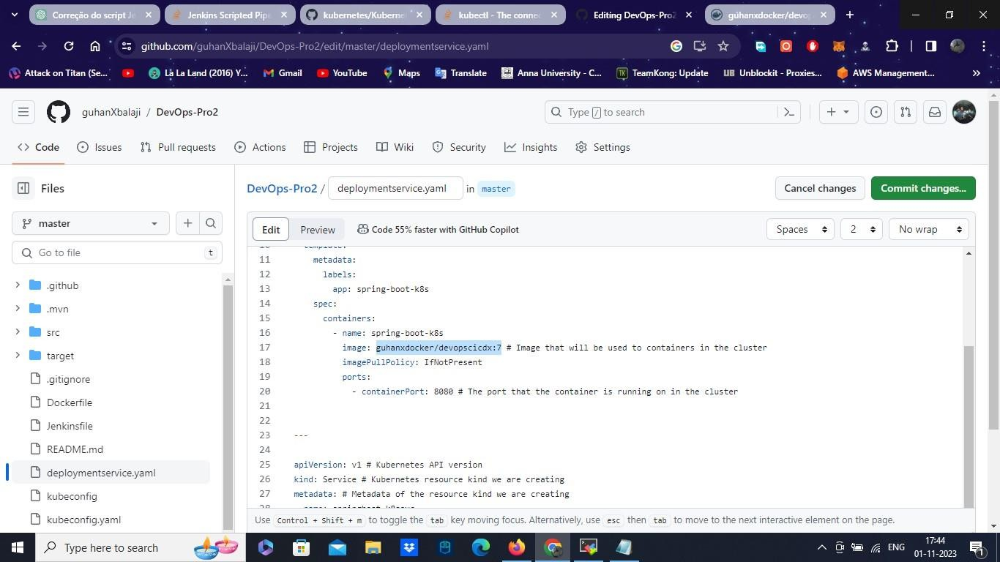 Correção do script Je
Jenkins Scripted Pipe
kubernetes/Kuberne
kubectl - The connec
Editing DevOps-Pro2
guhanxdocker/devop
github.com/guhanXbalaji/DevOps-Pro2/edit/master/deploymentservice.yaml
Attack on Titan (Se...
La La Land (2016) Y...
Gmail
YouTube
Maps
Translate
Anna University - C...
TK
TeamKong: Update
UB
Unblockit - Proxies...
AWS Management...
guhanXbalaji / DevOps-Pro2
Type / to search
Code
Issues
Pull requests
Actions
Projects
Wiki
Security
Insights
Settings
Files
DevOps-Pro2 / deploymentservice.yaml in master
Cancel changes
Commit changes...
master
Go to file
t
.github
.mvn
src
target
.gitignore
Dockerfile
Jenkinsfile
README.md
deploymentservice.yaml
kubeconfig
kubeconfig.yaml
Edit
Preview
Code 55% faster with GitHub Copilot
Spaces
2
No wrap
10 template:
11 metadata:
12 labels:
13 app: spring-boot-k8s
14 spec:
15 containers:
16 - name: spring-boot-k8s
17 image: guhanxdocker/devopscicdx:7 # Image that will be used to containers in the cluster
18 imagePullPolicy: IfNotPresent
19 ports:
20 - containerPort: 8080 # The port that the container is running on in the cluster
21
22
23 ---
24
25 apiVersion: v1 # Kubernetes API version
26 kind: Service # Kubernetes resource kind we are creating
27 metadata: # Metadata of the resource kind we are creating
28 name: springboot-k8ssvc
Use Control + Shift + m to toggle the tab key moving focus. Alternatively, use esc then tab to move to the next interactive element on the page.
Type here to search
ENG
17:44
01-11-2023
1